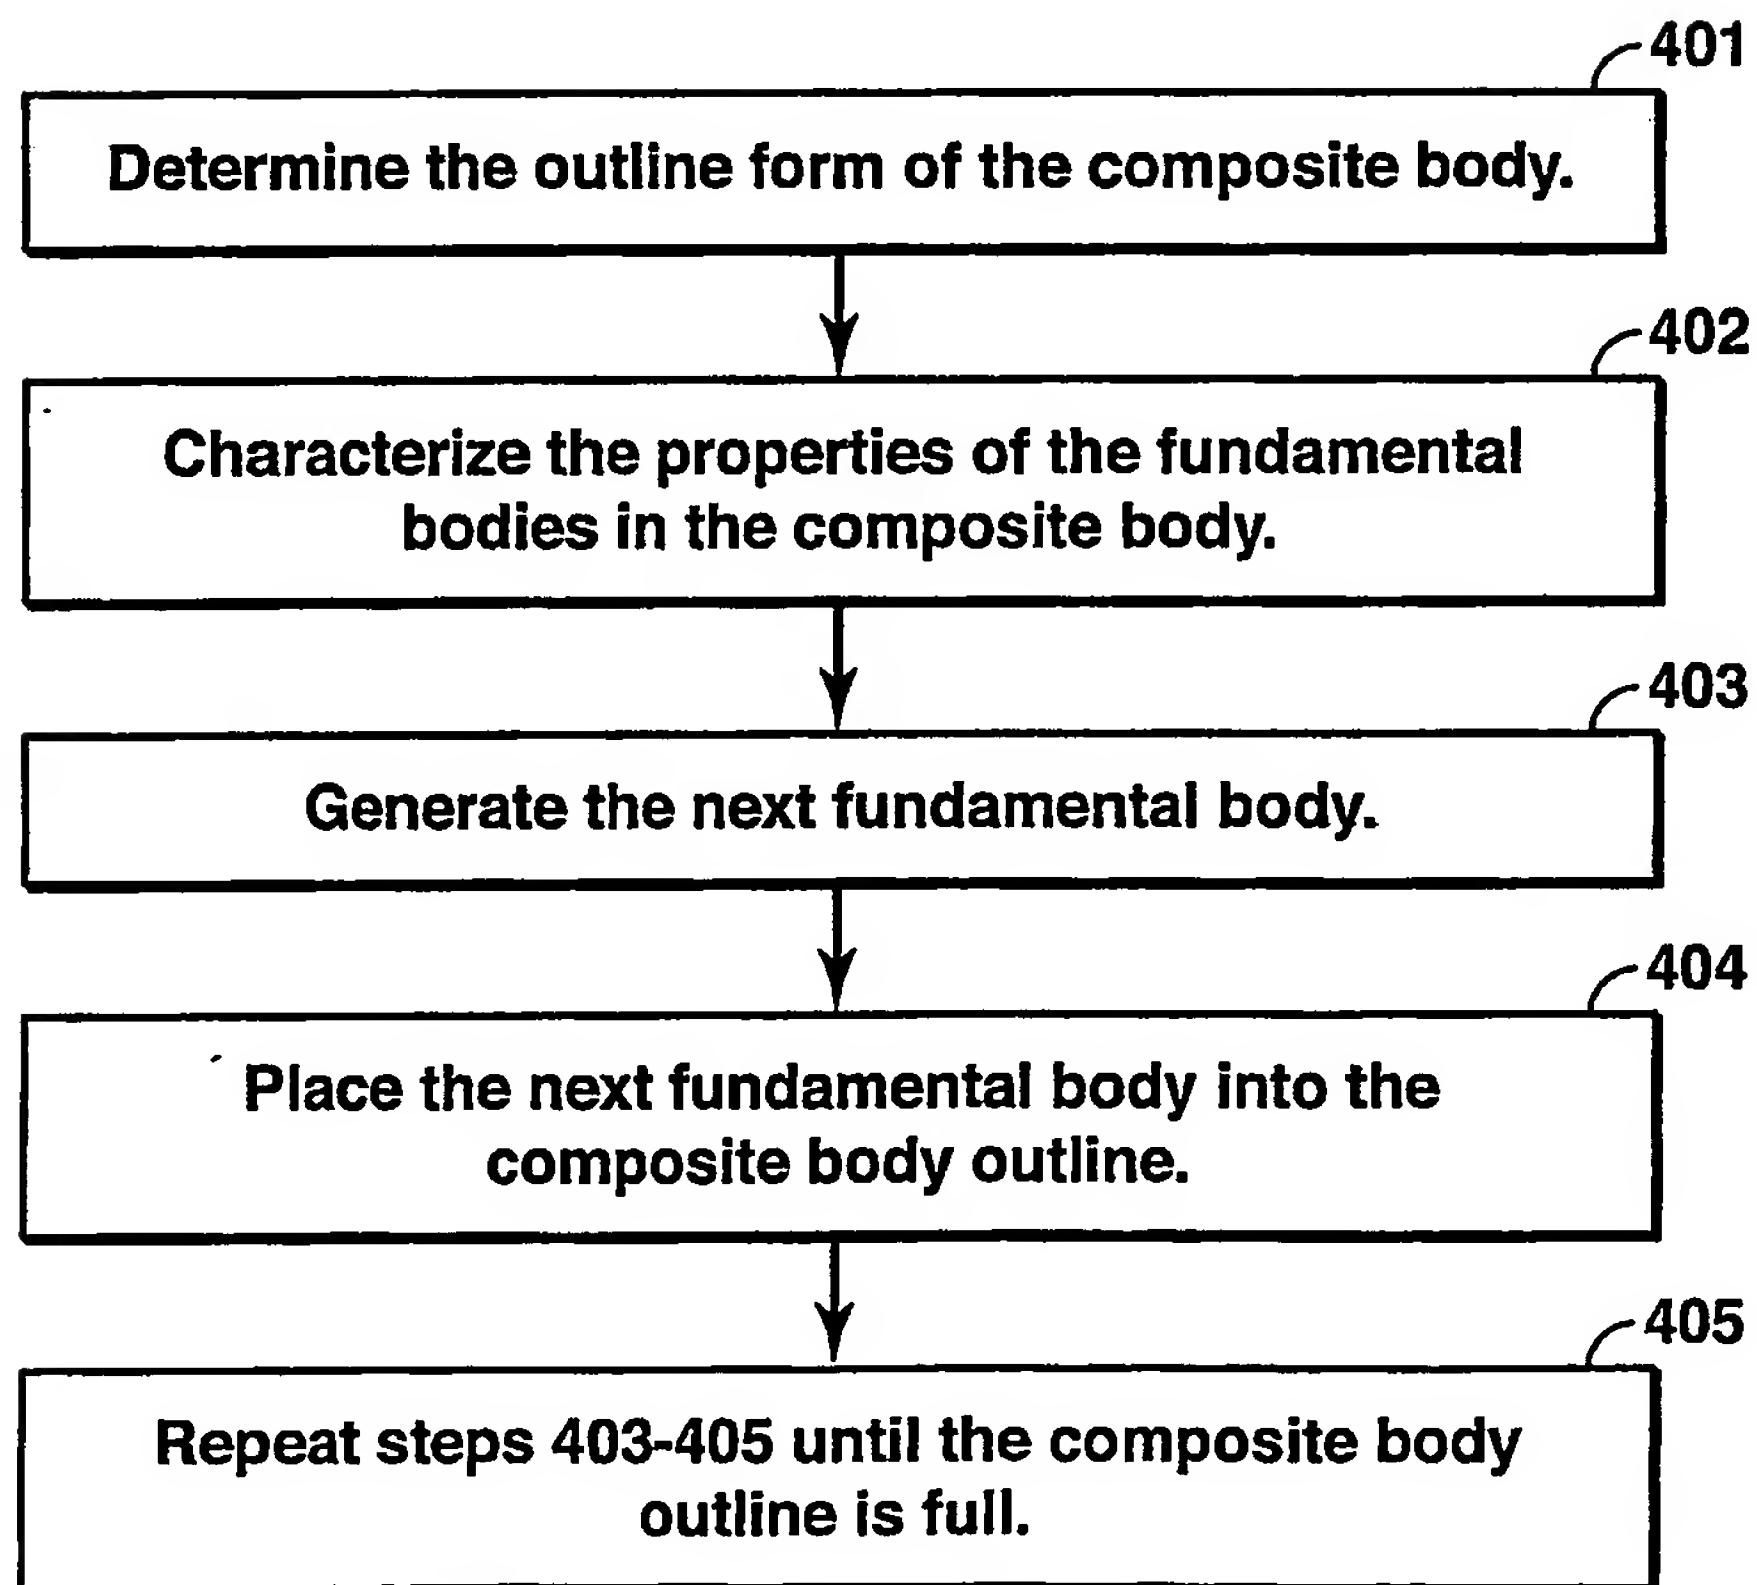 401
Determine the outline form of the composite body.
402
Characterize the properties of the fundamental
bodies in the composite body.
403
Generate the next fundamental body.
404
Place the next fundamental body into the
composite body outline.
405
Repeat steps 403-405 until the composite body
outline is full.